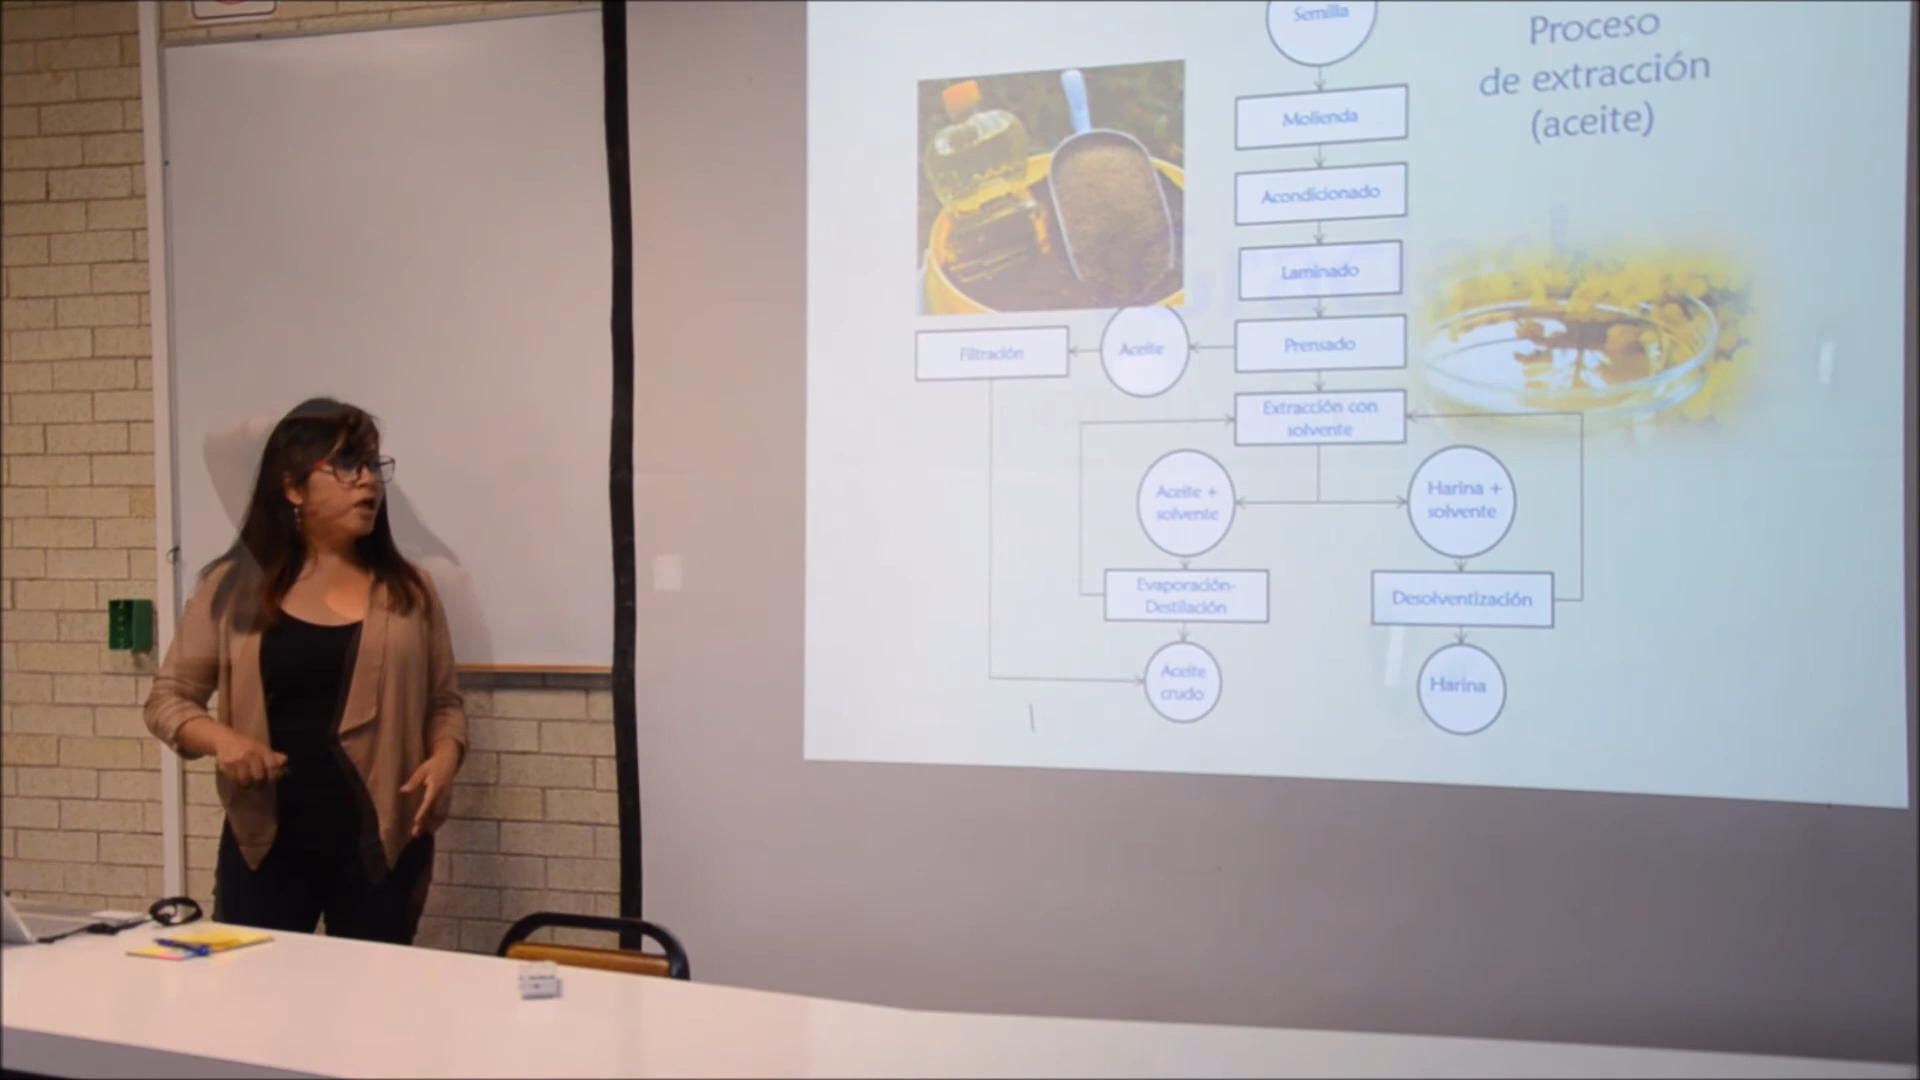 Semilla
Proceso
de extracción
(aceite)
Molienda
Acondicionado
Laminado
Prensado
Aceite
Filtración
Extracción con
solvente
Aceite +
solvente
Harina +
solvente
Evaporación-
Destilación
Desolventización
Aceite
crudo
Harina